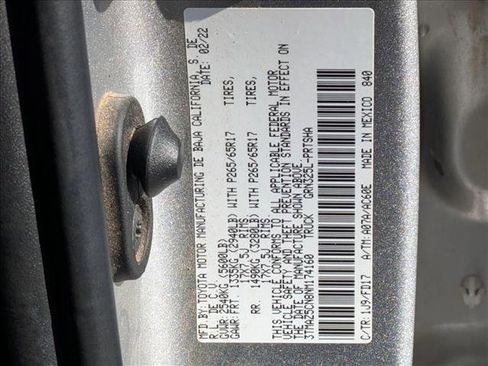 MFD.BY: TOYOTA MOTOR MANUFACTURING DE BAJA CALIFORNIA, S. DE
R. L. DE C.V. DATE: 02/22
GVWR: 2540KG (5600LB)
GAWR: FRT. 1335KG (2940LB) WITH P265/65R17 TIRES,
17X7.5J RIMS
RR. 1490KG (3280LB) WITH P265/65R17 TIRES,
17X7.5J RIMS
THIS VEHICLE CONFORMS TO ALL APPLICABLE FEDERAL MOTOR
VEHICLE SAFETY AND THEFT PREVENTION STANDARDS IN EFFECT ON
THE DATE OF MANUFACTURE SHOWN ABOVE.
3TMAZ5CN8NM174160 TRUCK GRN325L-PRTSHA
C/TR: 1J9/FD17 A/TM: A07A/AC60E MADE IN MEXICO 840